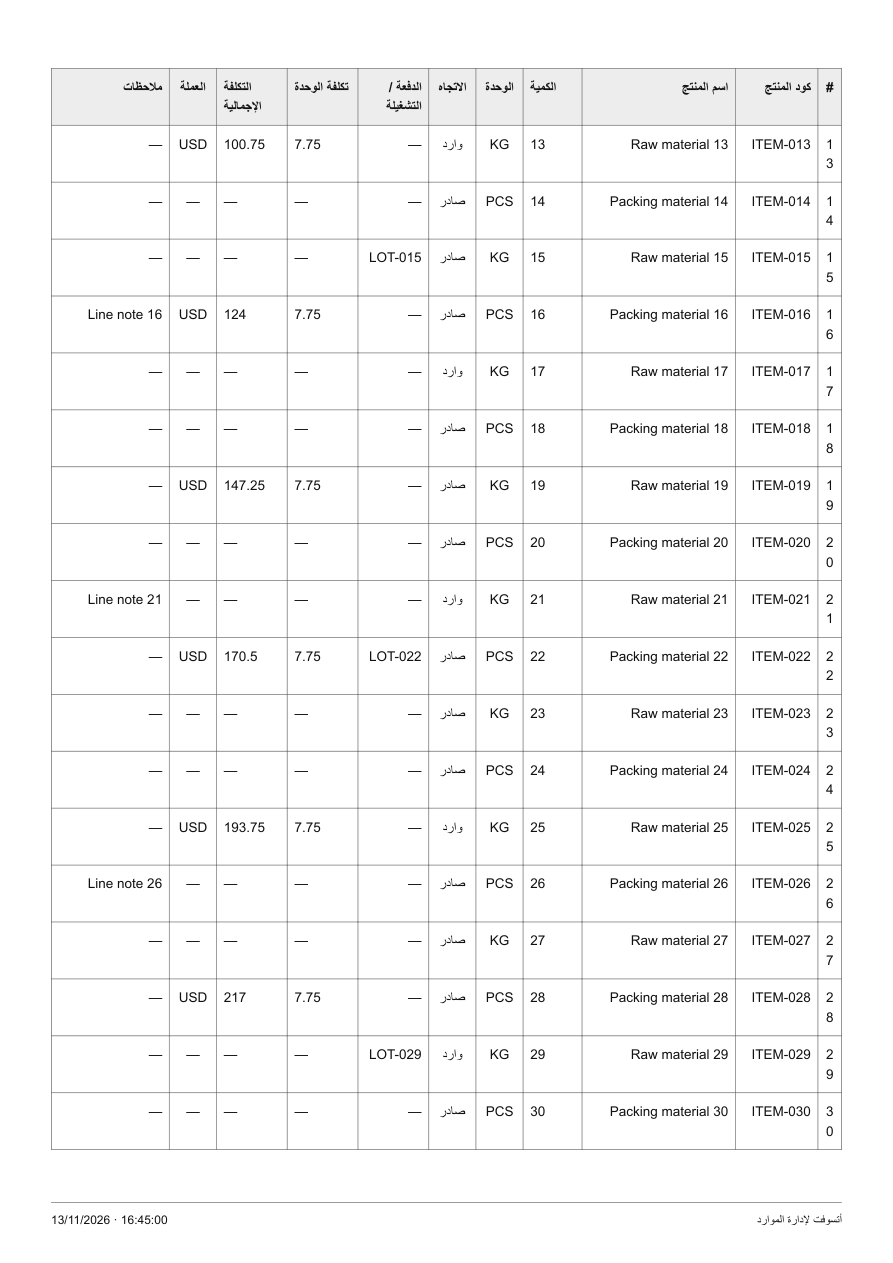 # كود المنتج اسم المنتج الكمية الوحدة الاتجاه الدفعة / التشغيلة تكلفة الوحدة التكلفة الإجمالية العملة ملاحظات
13 ITEM-013 Raw material 13 13 KG وارد — 7.75 100.75 USD —
14 ITEM-014 Packing material 14 14 PCS صادر — — — — —
15 ITEM-015 Raw material 15 15 KG صادر LOT-015 — — — —
16 ITEM-016 Packing material 16 16 PCS صادر — 7.75 124 USD Line note 16
17 ITEM-017 Raw material 17 17 KG وارد — — — — —
18 ITEM-018 Packing material 18 18 PCS صادر — — — — —
19 ITEM-019 Raw material 19 19 KG صادر — 7.75 147.25 USD —
20 ITEM-020 Packing material 20 20 PCS صادر — — — — —
21 ITEM-021 Raw material 21 21 KG وارد — — — — Line note 21
22 ITEM-022 Packing material 22 22 PCS صادر LOT-022 7.75 170.5 USD —
23 ITEM-023 Raw material 23 23 KG صادر — — — — —
24 ITEM-024 Packing material 24 24 PCS صادر — — — — —
25 ITEM-025 Raw material 25 25 KG وارد — 7.75 193.75 USD —
26 ITEM-026 Packing material 26 26 PCS صادر — — — — Line note 26
27 ITEM-027 Raw material 27 27 KG صادر — — — — —
28 ITEM-028 Packing material 28 28 PCS صادر — 7.75 217 USD —
29 ITEM-029 Raw material 29 29 KG وارد LOT-029 — — — —
30 ITEM-030 Packing material 30 30 PCS صادر — — — — —
أتسوفت لإدارة الموارد
13/11/2026 · 16:45:00